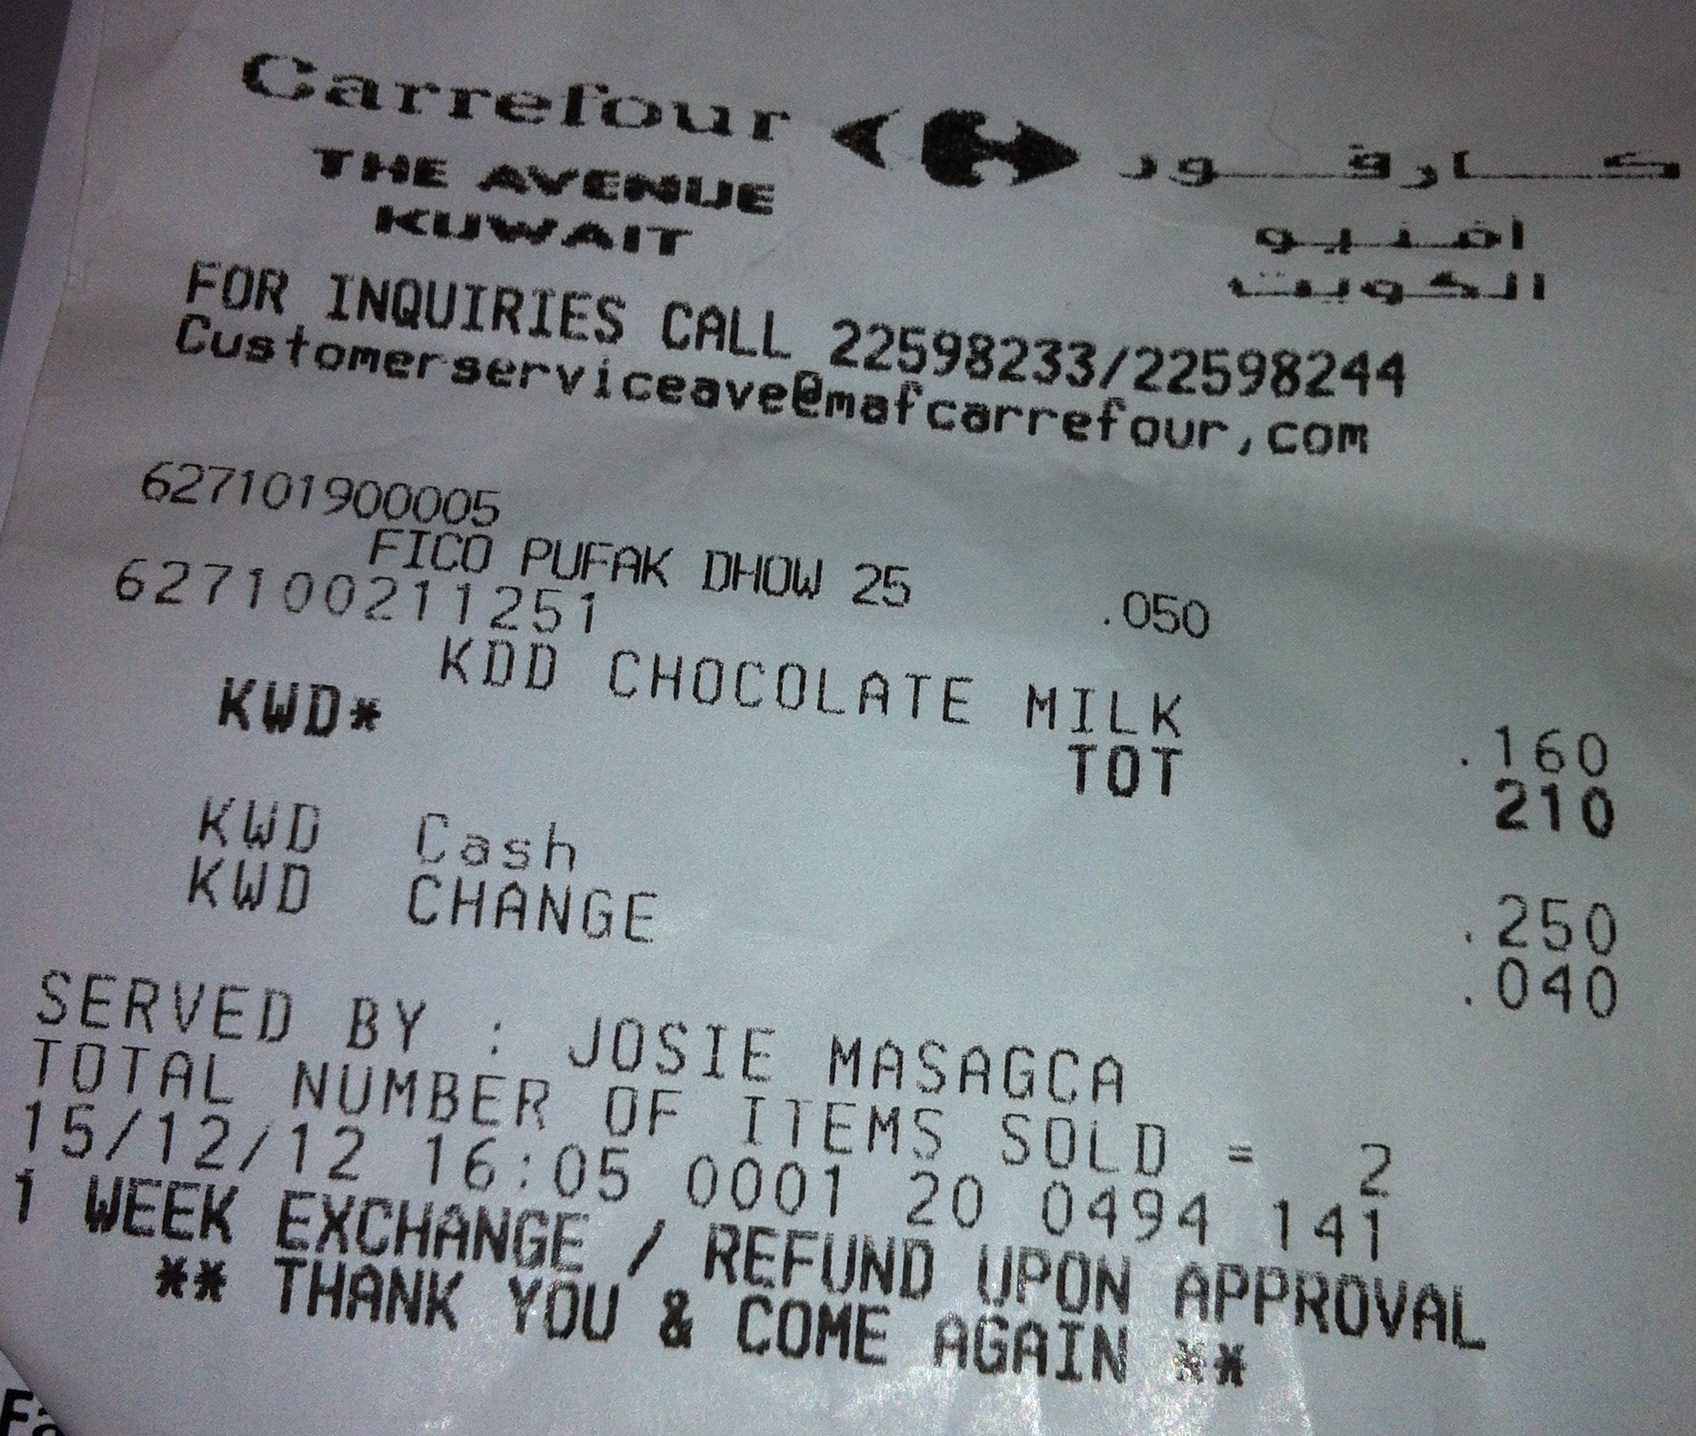 Carrefour كارفور
THE AVENUE افنيو
KUWAIT الكويت
FOR INQUIRIES CALL 22598233/22598244
Customerserviceave@mafcarrefour,com
627101900005
FICO PUFAK DHOW 25 .050
627100211251
KDD CHOCOLATE MILK .160
KWD* TOT 210
KWD Cash .250
KWD CHANGE .040
SERVED BY : JOSIE MASAGCA
TOTAL NUMBER OF ITEMS SOLD = 2
15/12/12 16:05 0001 20 0494 141
1 WEEK EXCHANGE / REFUND UPON APPROVAL
** THANK YOU & COME AGAIN **